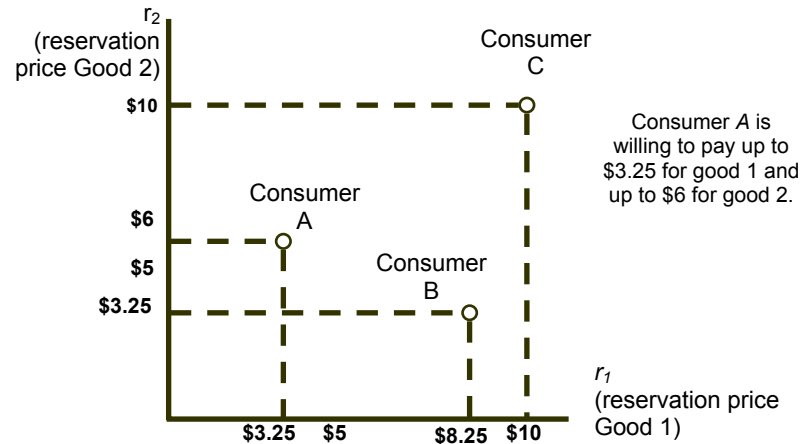 r2
(reservation
price Good 2)
Consumer
C
$10
Consumer A is
willing to pay up to
$3.25 for good 1 and
up to $6 for good 2.
Consumer
A
$6
Consumer
B
$5
$3.25
r1
(reservation price
Good 1)
$3.25 $5 $8.25 $10